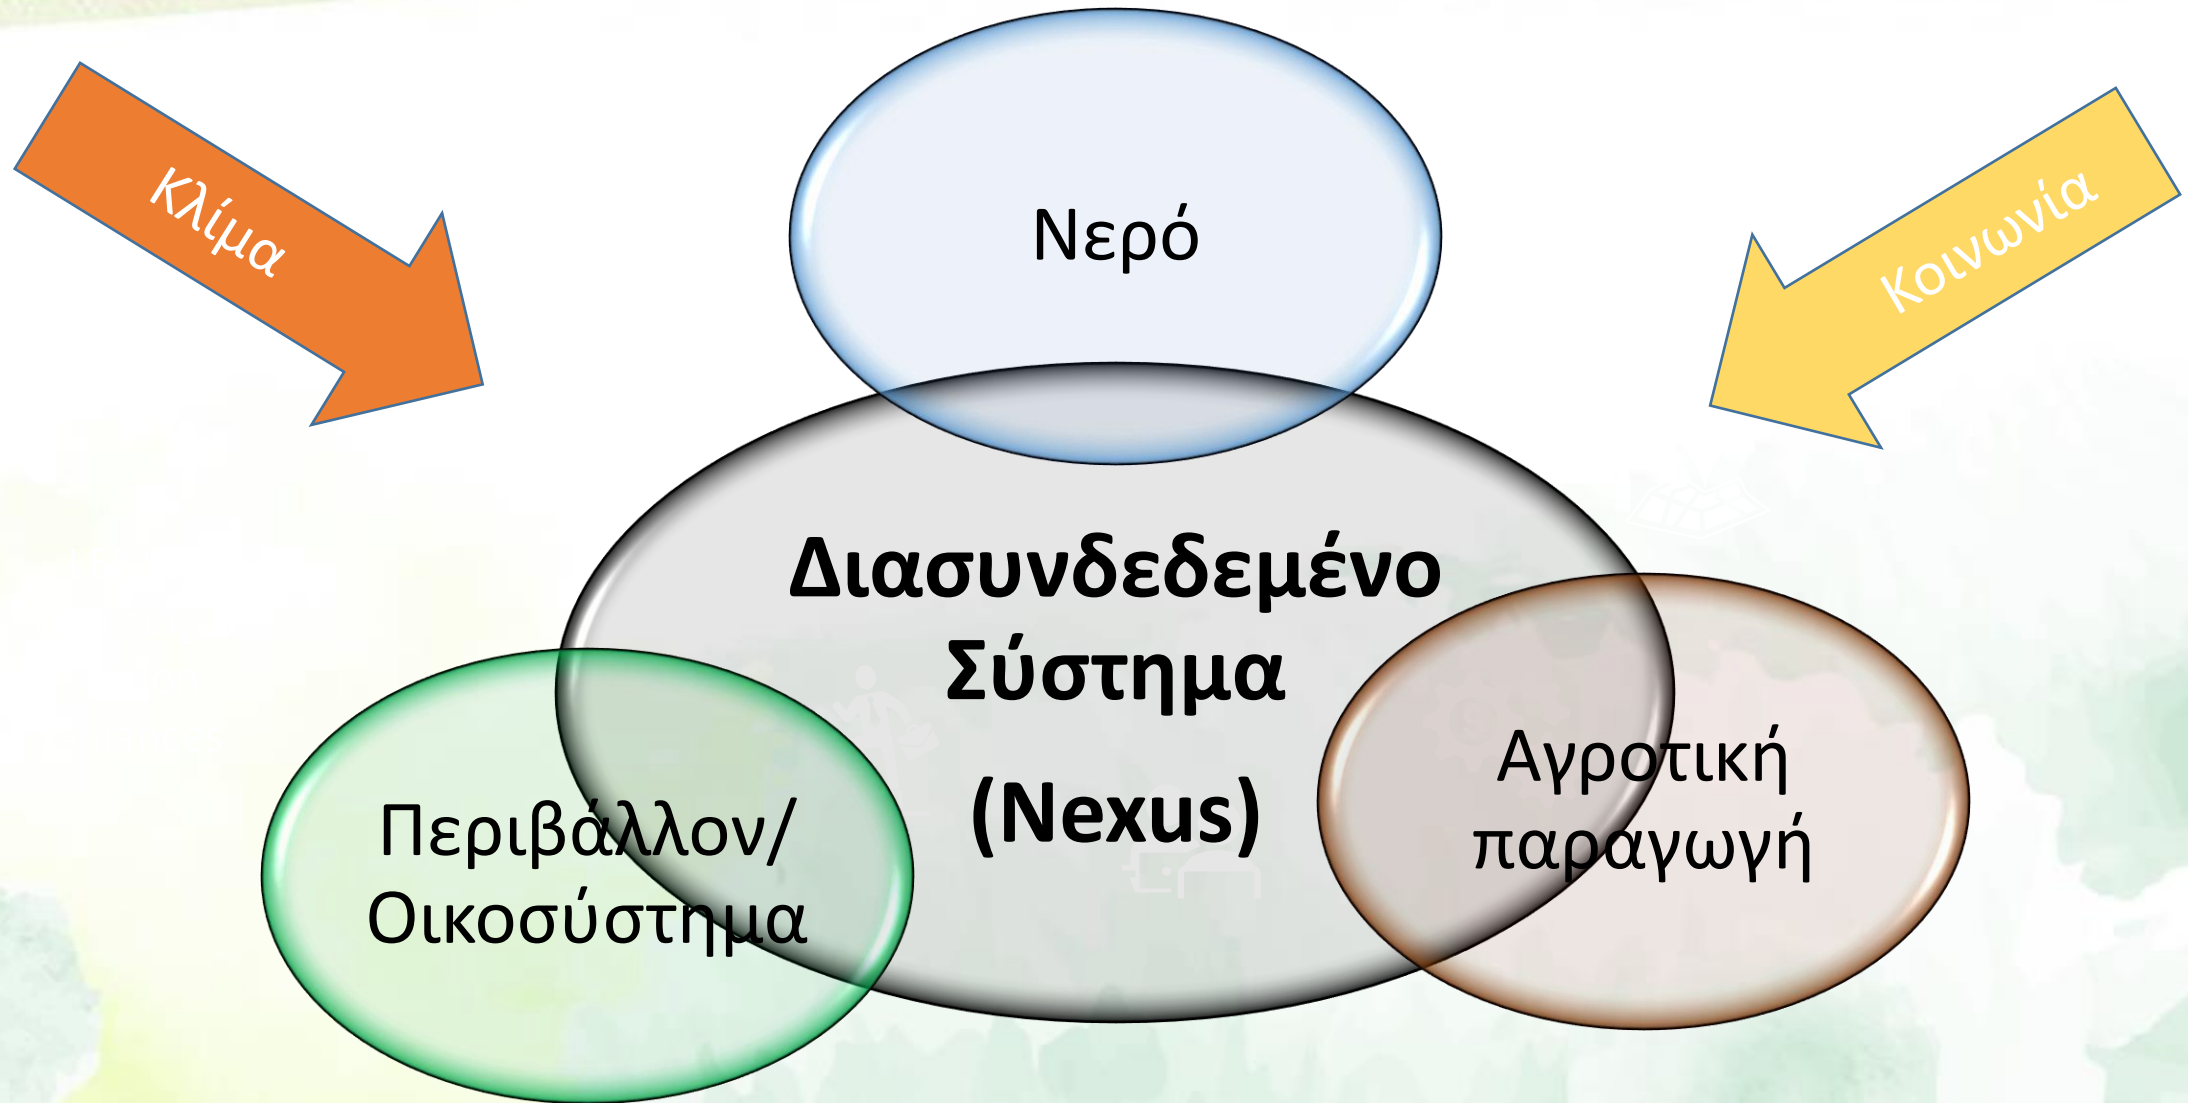 Νερό
Κλίμα
Κοινωνία
Διασυνδεδεμένο
Σύστημα
(Nexus)
Αγροτική
παραγωγή
Περιβάλλον/
Οικοσύστημα